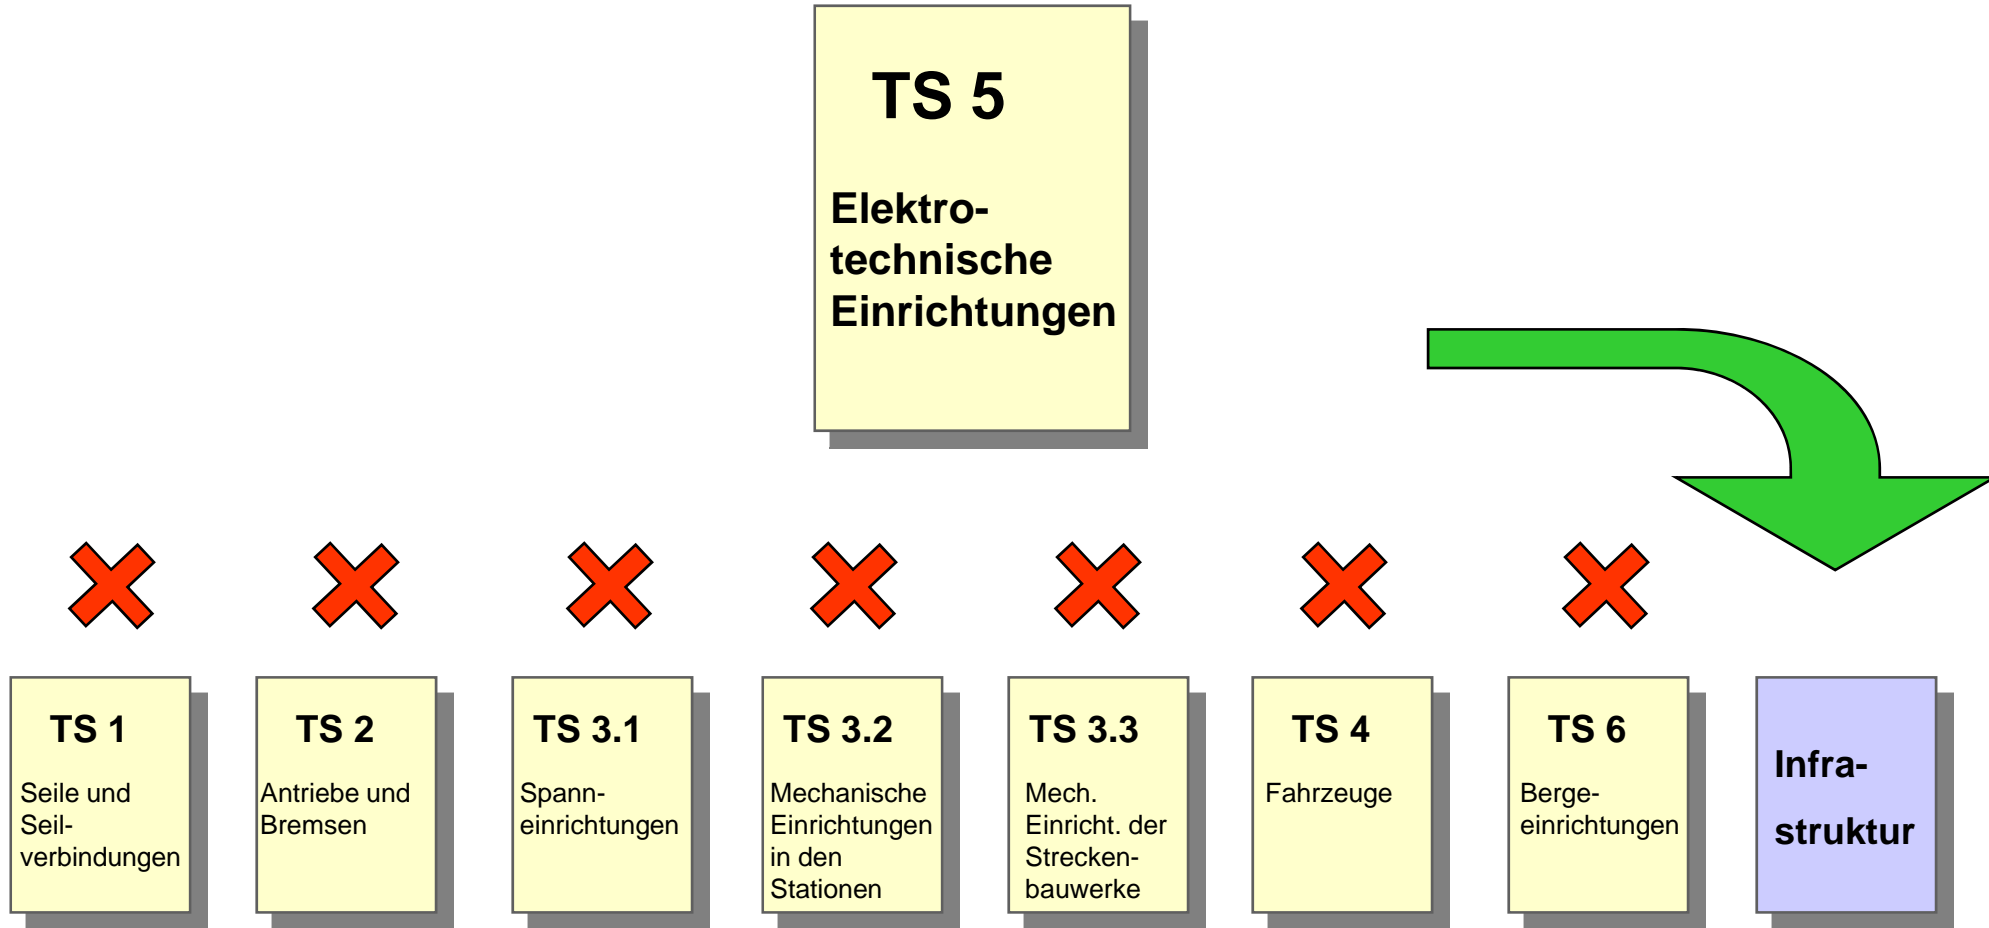 TS 5
Elektro-
technische
Einrichtungen
TS 1
Seile und
Seil-
verbindungen
TS 2
Antriebe und
Bremsen
TS 3.1
Spann-
einrichtungen
TS 3.2
Mechanische
Einrichtungen
in den
Stationen
TS 3.3
Mech.
Einricht. der
Strecken-
bauwerke
TS 4
Fahrzeuge
TS 6
Berge-
einrichtungen
Infra-
struktur